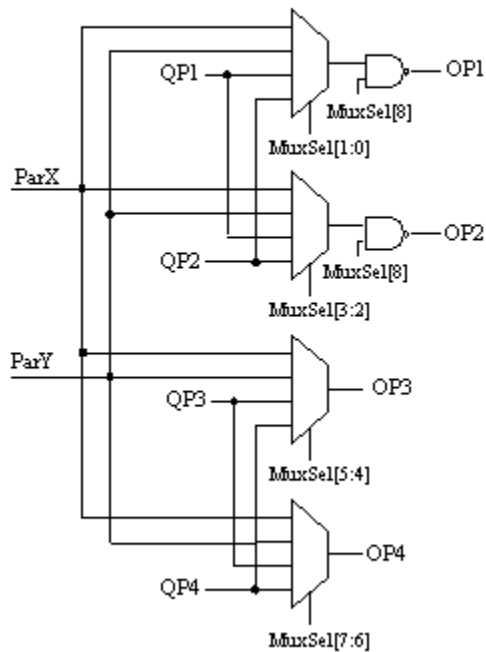 QP1
OP1
MuxSel[8]
MuxSel[1:0]
ParX
OP2
QP2
MuxSel[8]
MuxSel[3:2]
ParY
QP3
OP3
MuxSel[5:4]
OP4
QP4
MuxSel[7:6]